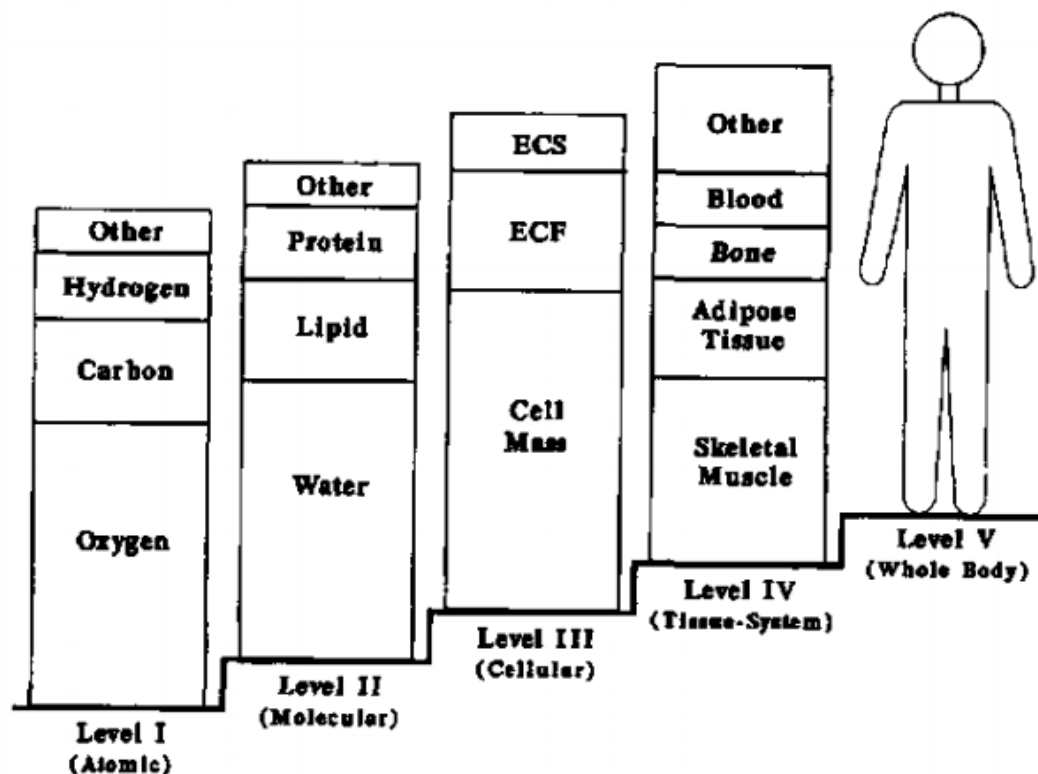 Other
Hydrogen
Carbon
Oxygen
Level I
(Atomic)
Other
Protein
Lipid
Water
Level II
(Molecular)
ECS
ECF
Cell
Mass
Level III
(Cellular)
Other
Blood
Bone
Adipose
Tissue
Skeletal
Muscle
Level IV
(Tissue-System)
Level V
(Whole Body)